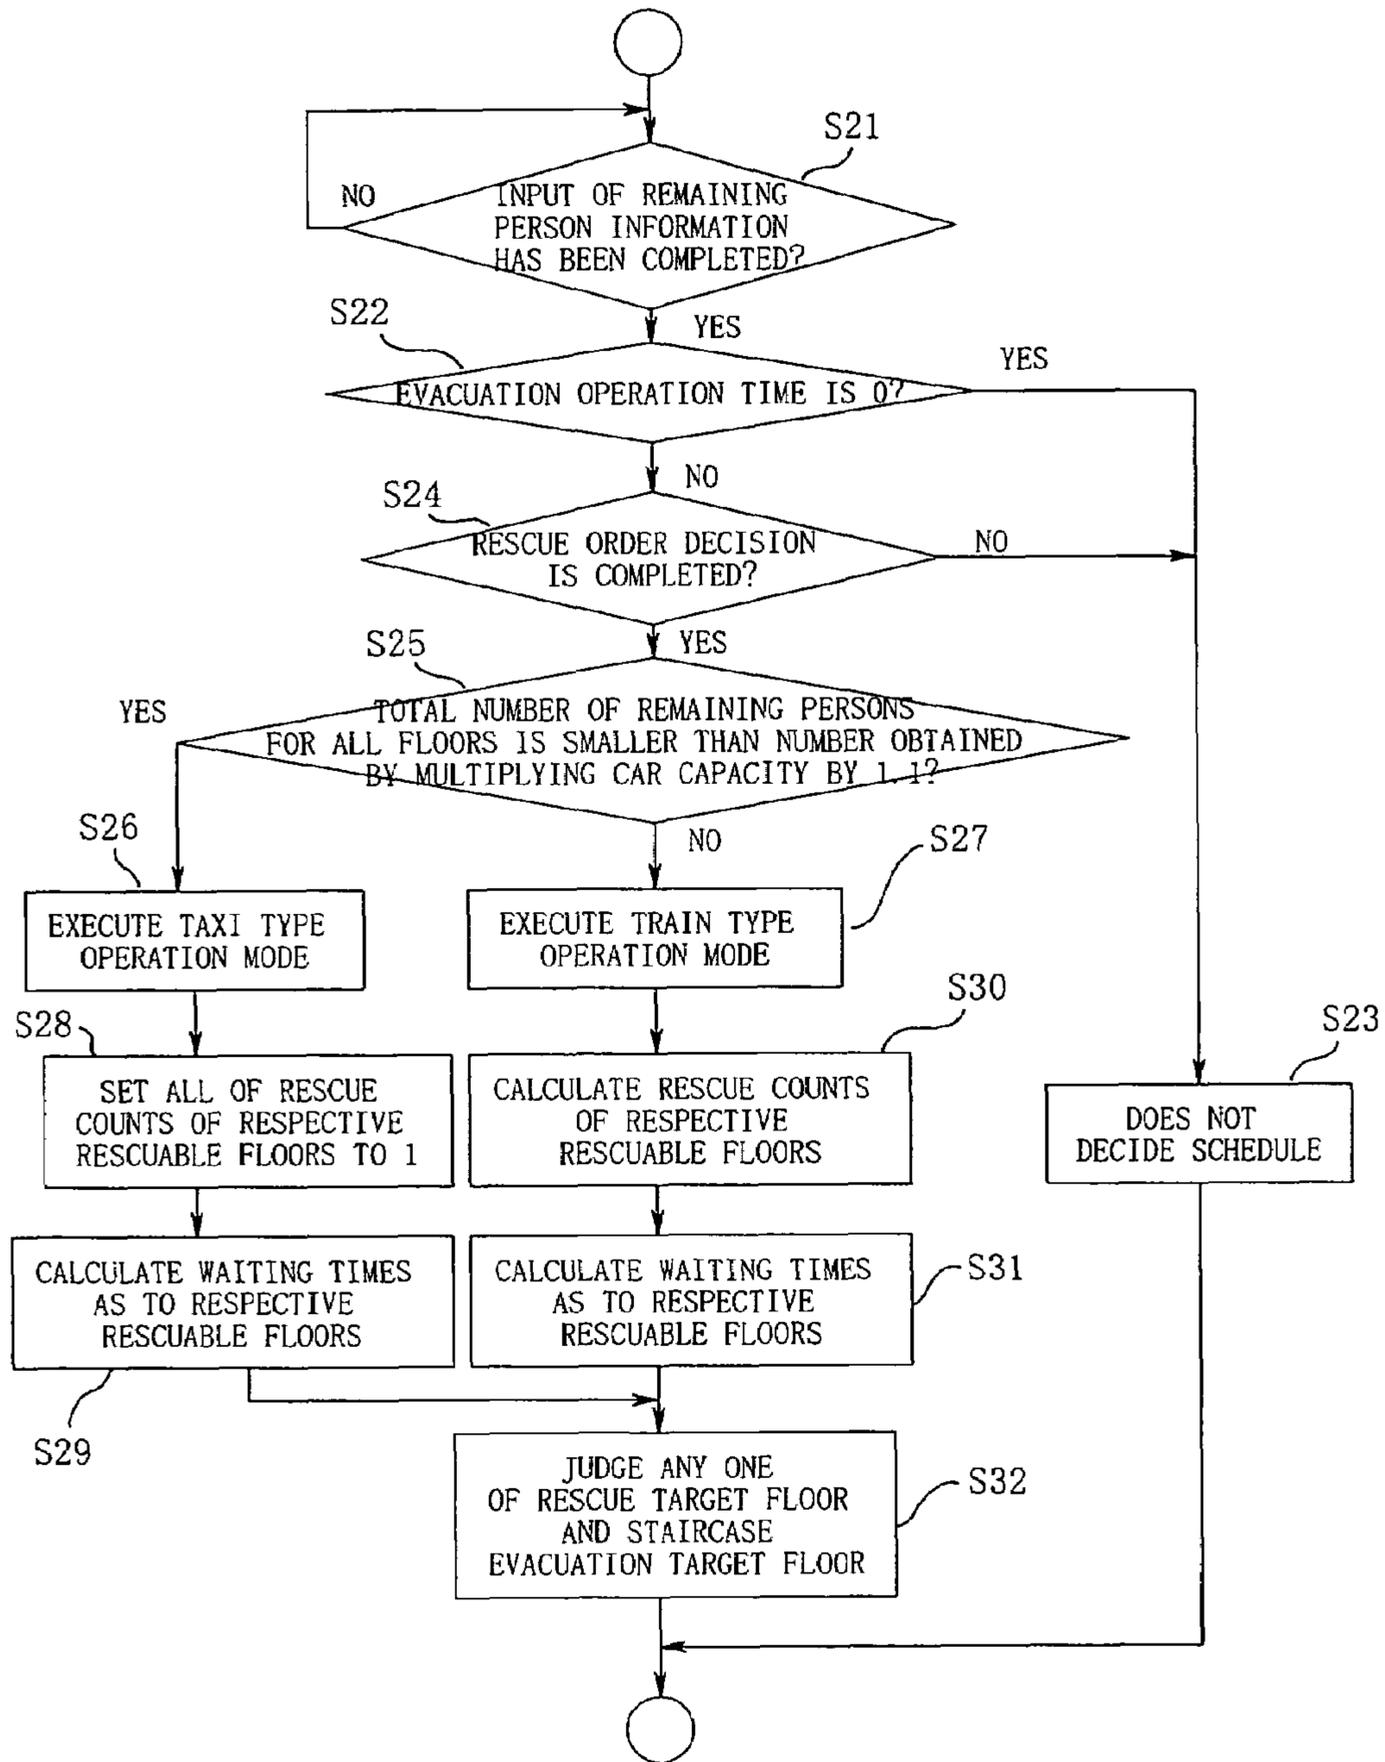 S21
NO
INPUT OF REMAINING
PERSON INFORMATION
HAS BEEN COMPLETED?
S22
YES
YES
EVACUATION OPERATION TIME IS 0?
NO
S24
RESCUE ORDER DECISION
IS COMPLETED?
NO
S25
YES
YES
TOTAL NUMBER OF REMAINING PERSONS
FOR ALL FLOORS IS SMALLER THAN NUMBER OBTAINED
BY MULTIPLYING CAR CAPACITY BY 1.1?
S26
NO
S27
EXECUTE TAXI TYPE
OPERATION MODE
EXECUTE TRAIN TYPE
OPERATION MODE
S28
S30
S23
SET ALL OF RESCUE
COUNTS OF RESPECTIVE
RESCUABLE FLOORS TO 1
CALCULATE RESCUE COUNTS
OF RESPECTIVE
RESCUABLE FLOORS
DOES NOT
DECIDE SCHEDULE
CALCULATE WAITING TIMES
AS TO RESPECTIVE
RESCUABLE FLOORS
CALCULATE WAITING TIMES
AS TO RESPECTIVE
RESCUABLE FLOORS
S31
S29
JUDGE ANY ONE
OF RESCUE TARGET FLOOR
AND STAIRCASE
EVACUATION TARGET FLOOR
S32